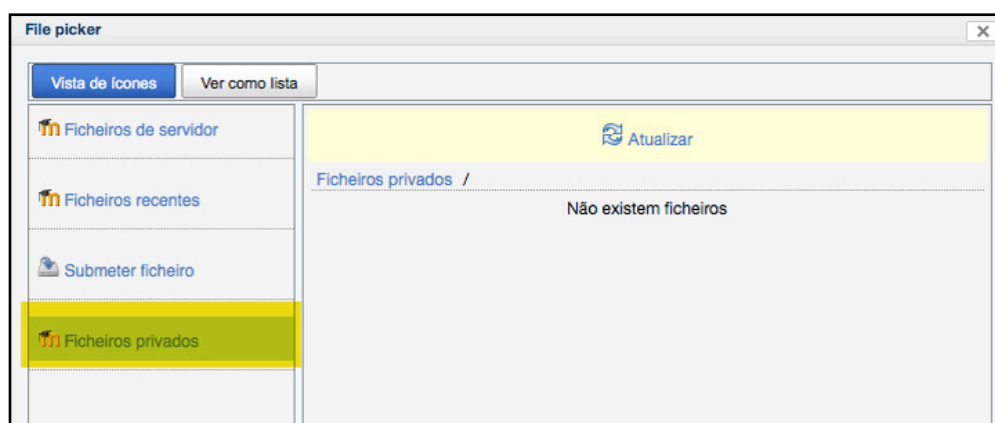 File picker
Vista de ícones Ver como lista
Ficheiros de servidor
Ficheiros recentes
Submeter ficheiro
Ficheiros privados
Atualizar
Ficheiros privados /
Não existem ficheiros